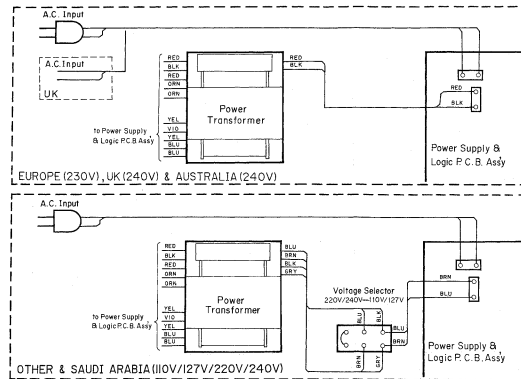 A.C. Input
A.C.Input
UK
RED
BLK
RED
ORN
ORN
YEL
VIO
YEL
BLU
BLU
to Power Supply
& Logic P.C.B. Ass'y
Power
Transformer
RED
BLK
RED
BLK
Power Supply &
Logic P.C.B. Ass'y
EUROPE (230V), UK (240V) & AUSTRALIA (240V)
A.C. Input
RED
BLK
RED
ORN
ORN
YEL
VIO
YEL
BLU
BLU
to Power Supply
& Logic P.C.B. Ass'y
Power
Transformer
BLU
BRN
BLK
GRY
Voltage Selector
220V/240V—110V/127V
BLU
BLK
BLU
BRN
BRN
GRY
BRN
BLU
Power Supply &
Logic P.C.B. Ass'y
OTHER & SAUDI ARABIA (110V/127V/220V/240V)